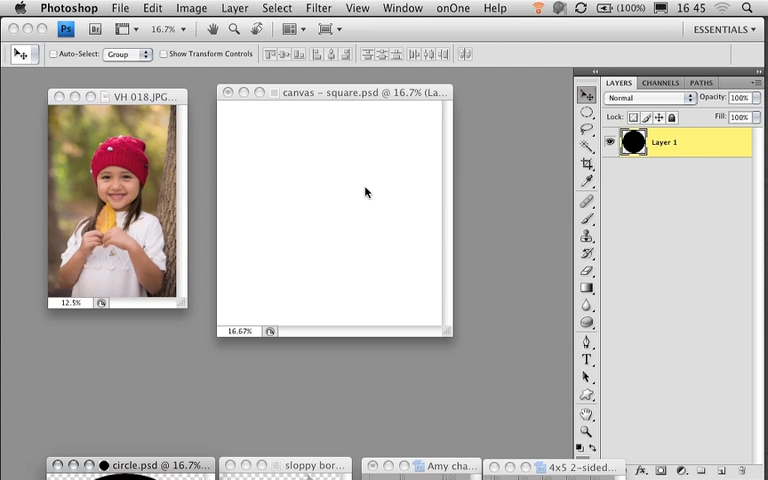 Photoshop File Edit Image Layer Select Filter Analysis View Window onOne Help (100%) 16 45
Ps Br 16.7% ESSENTIALS
Auto-Select: Group Show Transform Controls
VH 018.JPG...
canvas – square.psd @ 16.7% (La...
LAYERS CHANNELS PATHS
Normal Opacity: 100%
Lock: Fill: 100%
Layer 1
12.5%
16.67%
T
circle.psd @ 16.7%...
sloppy bor...
Amy cha...
4x5 2-sided...
fx.